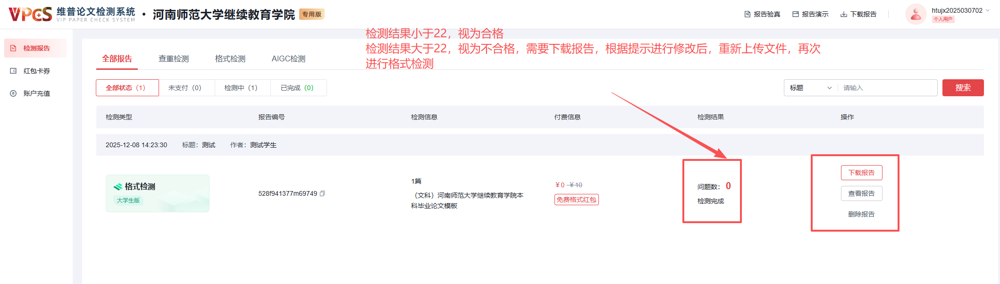 VPCS 维普论文检测系统 · 河南师范大学继续教育学院 专用版
VIP PAPER CHECK SYSTEM
报告验真 报告演示 下载报告
htujx2025030702
个人用户
检测报告
红包卡券
账户充值
检测结果小于22，视为合格
检测结果大于22，视为不合格，需要下载报告，根据提示进行修改后，重新上传文件，再次
进行格式检测
全部报告 查重检测 格式检测 AIGC检测
全部状态（1） 未支付（0） 检测中（1） 已完成（0）
标题 请输入 搜索
检测类型 报告编号 检测信息 付费信息 检测结果 操作
2025-12-08 14:23:30 标题：测试 作者：测试学生
格式检测
大学生版
528f941377m69749
1篇
（文科）河南师范大学继续教育学院本
科毕业论文模板
￥0 ￥10
免费格式红包
问题数：0
检测完成
下载报告
查看报告
删除报告